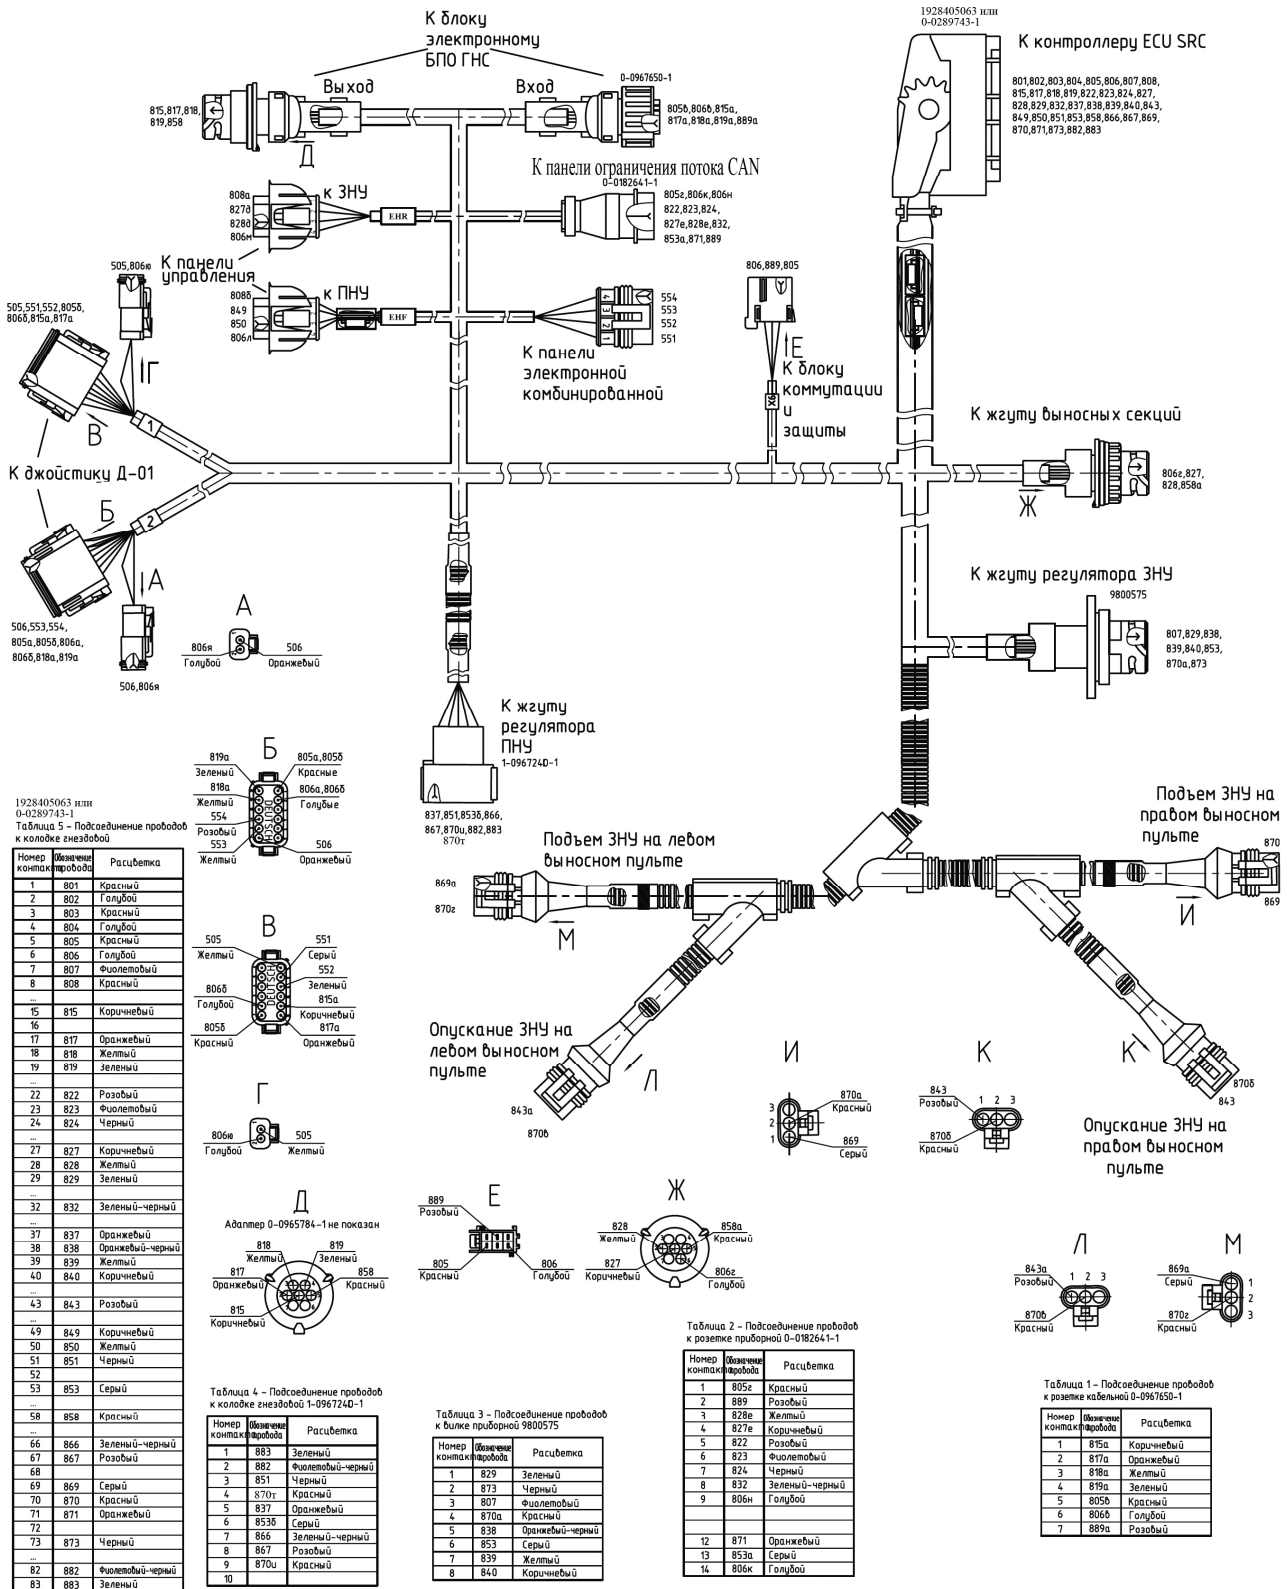 К блоку
электронному
БПО ГНС
Выход
Вход
815,817,818,
819,858
Д
0-0967650-1
805в,806в,815а,
817а,818а,819а,889а
1928405063 или
0-0289743-1
К контроллеру ECU SRC
801,802,803,804,805,806,807,808,
815,817,818,819,822,823,824,827,
828,829,832,837,838,839,840,843,
849,850,851,853,858,866,867,869,
870,871,873,882,883
К панели ограничения потока CAN
0-0182641-1
805г,806к,806н
822,823,824,
827е,828е,832,
853а,871,889
к ЗНУ
808а
827д
828д
806м
EHR
К панели
управления
к ПНУ
808б
849
850
806л
EHF
4
3
2
1
554
553
552
551
К панели
электронной
комбинированной
806,889,805
Е
X9
К блоку
коммутации
и
защиты
505,806ю
505,551,552,805б,
806б,815а,817а
Г
В
1
К джойстику Д-01
Б
2
А
506,553,554,
805а,805б,806а,
806б,818а,819а
506,806я
К жгуту выносных секций
806г,827,
828,858а
Ж
К жгуту регулятора ЗНУ
9800575
807,829,838,
839,840,853,
870а,873
А
806я
Голубой
506
Оранжевый
К жгуту
регулятора
ПНУ
1-0967240-1
837,851,853б,866,
867,870и,882,883
870т
Б
819а
Зеленый
818а
Желтый
554
Розовый
553
Желтый
805а,805б
Красные
806а,806б
Голубые
506
Оранжевый
DEUTSCH
В
505
Желтый
806б
Голубой
805б
Красный
551
Серый
552
Зеленый
815а
Коричневый
817а
Оранжевый
DEUTSCH
Г
806ю
Голубой
505
Желтый
Подъем ЗНУ на левом
выносном пульте
869а
870г
М
Подъем ЗНУ на
правом выносном
пульте
870
869
И
Опускание ЗНУ на
левом выносном
пульте
843а
870в
Л
К
870б
843
Опускание ЗНУ на
правом выносном
пульте
И
3
2
1
870а
Красный
869
Серый
К
843
Розовый
870б
Красный
1 2 3
Д
Адаптер 0-0965784-1 не показан
818
Желтый
819
Зеленый
817
Оранжевый
858
Красный
815
Коричневый
Е
889
Розовый
805
Красный
806
Голубой
Ж
828
Желтый
858а
Красный
827
Коричневый
806г
Голубой
Л
843а
Розовый
870в
Красный
1 2 3
М
869а
Серый
870г
Красный
1
2
3
1928405063 или
0-0289743-1
Таблица 5 – Подсоединение проводов
к колодке гнездовой
Номер контакта Обозначение провода Расцветка
1 801 Красный
2 802 Голубой
3 803 Красный
4 804 Голубой
5 805 Красный
6 806 Голубой
7 807 Фиолетовый
8 808 Красный
...
15 815 Коричневый
16
17 817 Оранжевый
18 818 Желтый
19 819 Зеленый
...
22 822 Розовый
23 823 Фиолетовый
24 824 Черный
...
27 827 Коричневый
28 828 Желтый
29 829 Зеленый
...
32 832 Зеленый-черный
...
37 837 Оранжевый
38 838 Оранжевый-черный
39 839 Желтый
40 840 Коричневый
...
43 843 Розовый
...
49 849 Коричневый
50 850 Желтый
51 851 Черный
52
53 853 Серый
...
58 858 Красный
...
66 866 Зеленый-черный
67 867 Розовый
68
69 869 Серый
70 870 Красный
71 871 Оранжевый
72
73 873 Черный
...
82 882 Фиолетовый-черный
83 883 Зеленый
Таблица 4 – Подсоединение проводов
к колодке гнездовой 1-0967240-1
Номер контакта Обозначение провода Расцветка
1 883 Зеленый
2 882 Фиолетовый-черный
3 851 Черный
4 870т Красный
5 837 Оранжевый
6 853б Серый
7 866 Зеленый-черный
8 867 Розовый
9 870и Красный
10
Таблица 3 – Подсоединение проводов
к вилке приборной 9800575
Номер контакта Обозначение провода Расцветка
1 829 Зеленый
2 873 Черный
3 807 Фиолетовый
4 870а Красный
5 838 Оранжевый-черный
6 853 Серый
7 839 Желтый
8 840 Коричневый
Таблица 2 – Подсоединение проводов
к розетке приборной 0-0182641-1
Номер контакта Обозначение провода Расцветка
1 805г Красный
2 889 Розовый
3 828е Желтый
4 827е Коричневый
5 822 Розовый
6 823 Фиолетовый
7 824 Черный
8 832 Зеленый-черный
9 806н Голубой
12 871 Оранжевый
13 853а Серый
14 806к Голубой
Таблица 1 – Подсоединение проводов
к розетке кабельной 0-0967650-1
Номер контакта Обозначение провода Расцветка
1 815а Коричневый
2 817а Оранжевый
3 818а Желтый
4 819а Зеленый
5 805в Красный
6 806в Голубой
7 889а Розовый